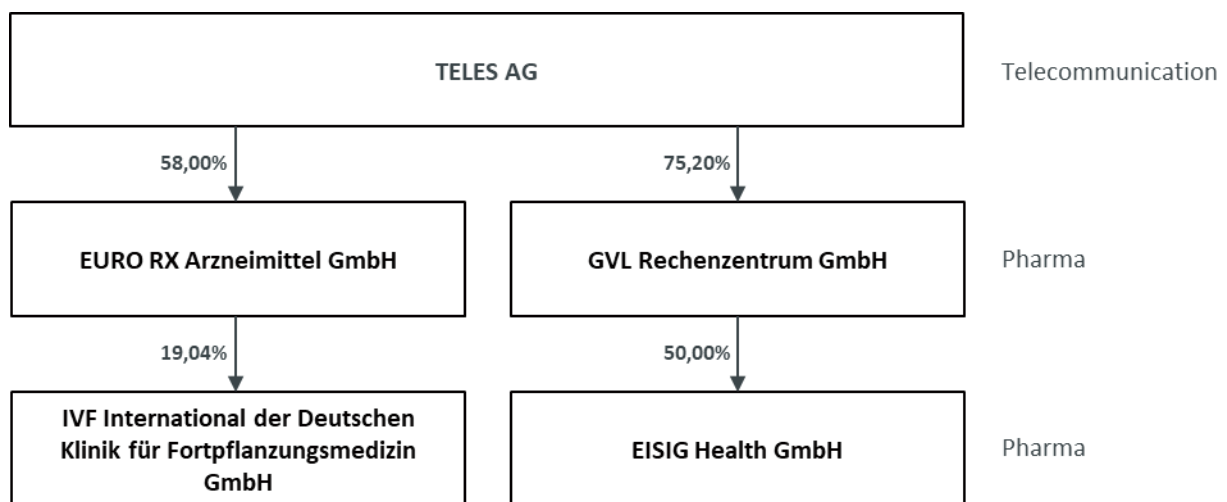 TELES AG
Telecommunication
58,00%
75,20%
EURO RX Arzneimittel GmbH
GVL Rechenzentrum GmbH
Pharma
19,04%
50,00%
IVF International der Deutschen
Klinik für Fortpflanzungsmedizin
GmbH
EISIG Health GmbH
Pharma